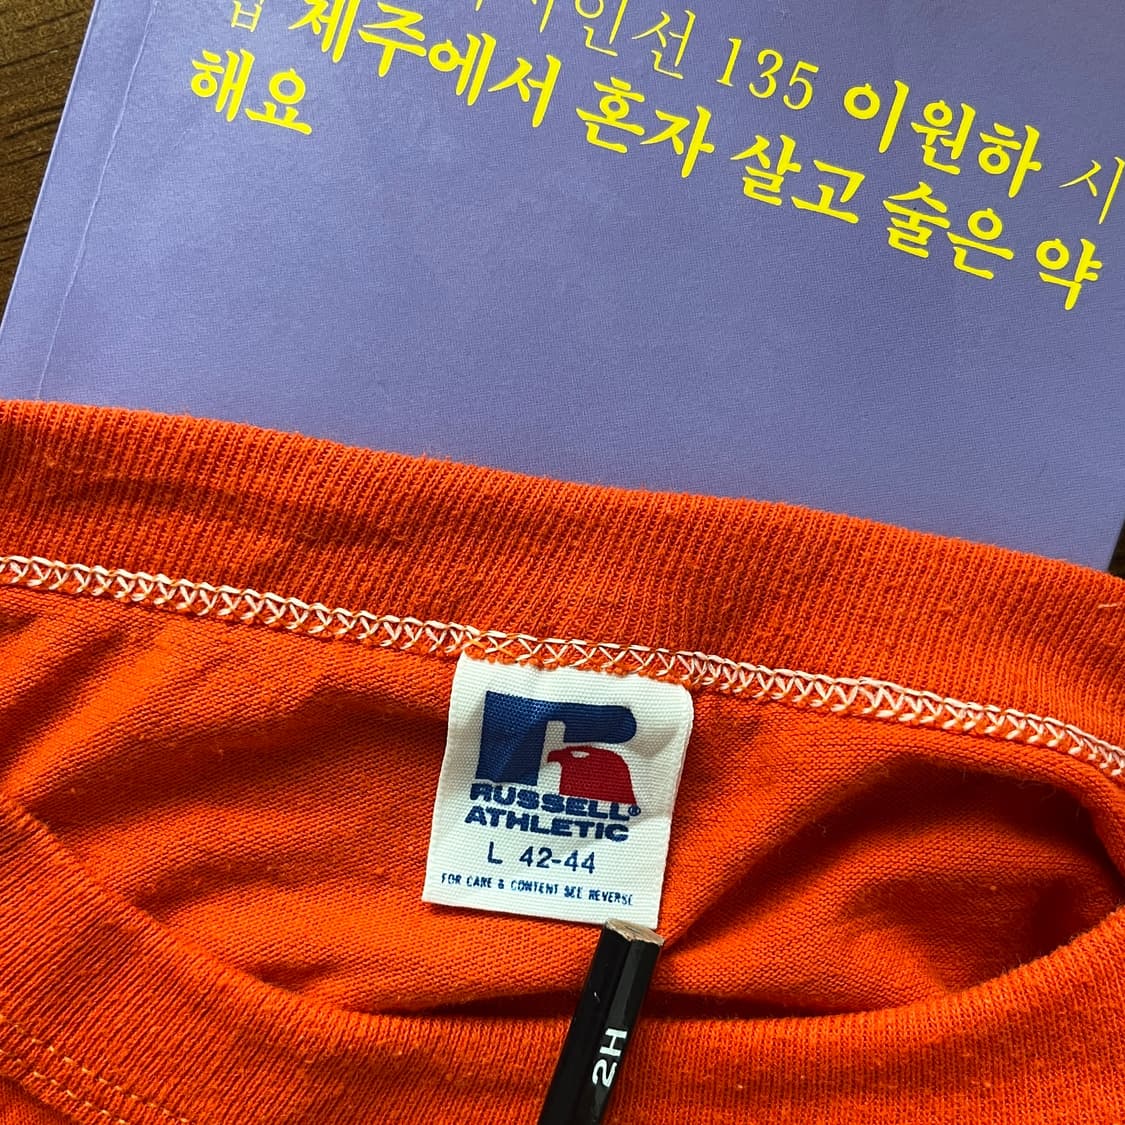 시인선 135 이원하 시
집 제주에서 혼자 살고 술은 약
해요
RUSSELL®
ATHLETIC
L 42-44
FOR CARE & CONTENT SEE REVERSE
2H